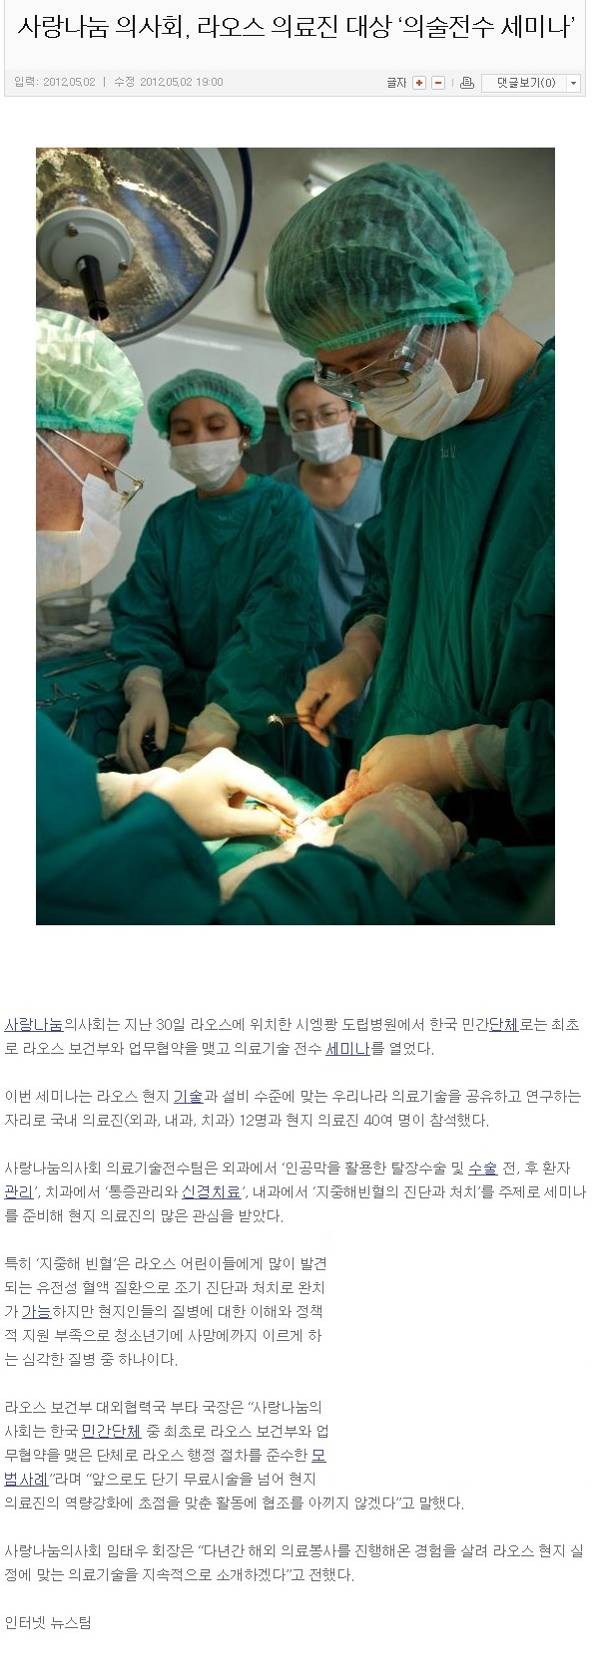 사랑나눔 의사회, 라오스 의료진 대상 ‘의술전수 세미나’
입력: 2012.05.02 | 수정 2012.05.02 19:00
글자 + - | 댓글보기(0)
사랑나눔의사회는 지난 30일 라오스에 위치한 시엥쾅 도립병원에서 한국 민간단체로는 최초
로 라오스 보건부와 업무협약을 맺고 의료기술 전수 세미나를 열었다.
이번 세미나는 라오스 현지 기술과 설비 수준에 맞는 우리나라 의료기술을 공유하고 연구하는
자리로 국내 의료진(외과, 내과, 치과) 12명과 현지 의료진 40여 명이 참석했다.
사랑나눔의사회 의료기술전수팀은 외과에서 ‘인공막을 활용한 탈장수술 및 수술 전, 후 환자
관리’, 치과에서 ‘통증관리와 신경치료’, 내과에서 ‘지중해빈혈의 진단과 처치’를 주제로 세미나
를 준비해 현지 의료진의 많은 관심을 받았다.
특히 ‘지중해 빈혈’은 라오스 어린이들에게 많이 발견
되는 유전성 혈액 질환으로 조기 진단과 처치로 완치
가 가능하지만 현지인들의 질병에 대한 이해와 정책
적 지원 부족으로 청소년기에 사망에까지 이르게 하
는 심각한 질병 중 하나이다.
라오스 보건부 대외협력국 부타 국장은 “사랑나눔의
사회는 한국 민간단체 중 최초로 라오스 보건부와 업
무협약을 맺은 단체로 라오스 행정 절차를 준수한 모
범사례”라며 “앞으로도 단기 무료시술을 넘어 현지
의료진의 역량강화에 초점을 맞춘 활동에 협조를 아끼지 않겠다”고 말했다.
사랑나눔의사회 임태우 회장은 “다년간 해외 의료봉사를 진행해온 경험을 살려 라오스 현지 실
정에 맞는 의료기술을 지속적으로 소개하겠다”고 전했다.
인터넷 뉴스팀